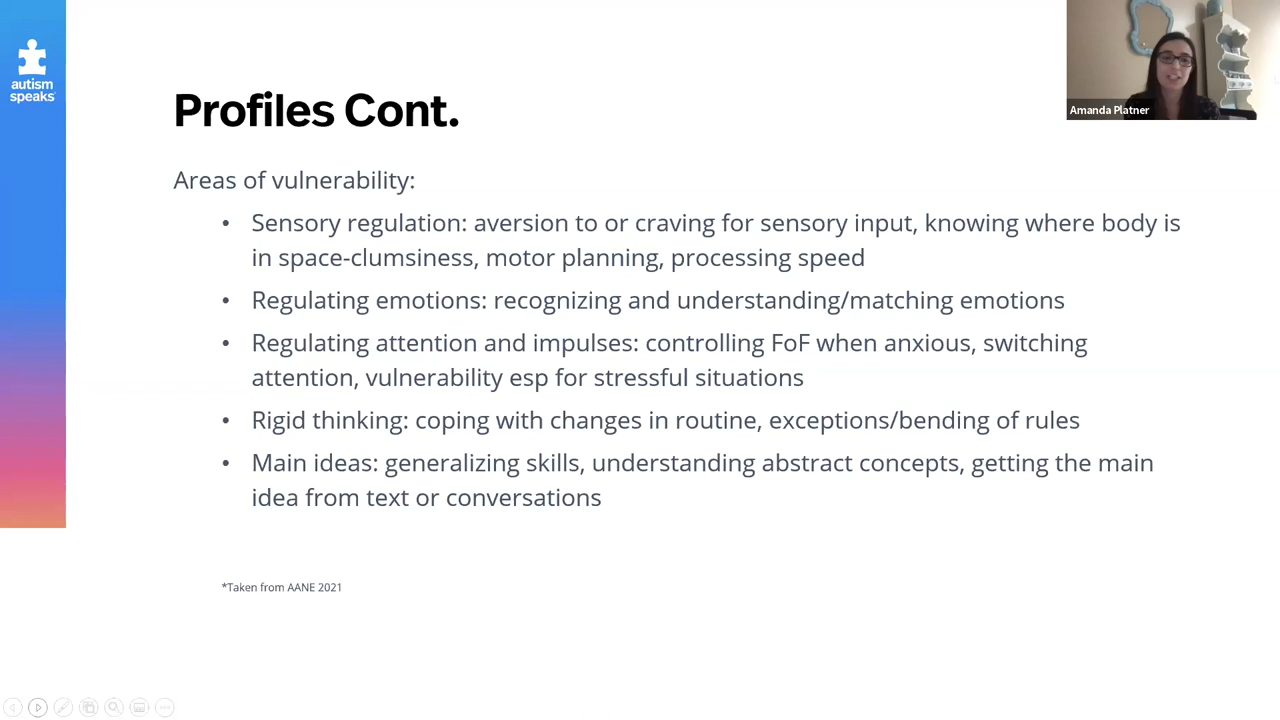 autism
speaks
Amanda Platner
Profiles Cont.
Areas of vulnerability:
• Sensory regulation: aversion to or craving for sensory input, knowing where body is
in space-clumsiness, motor planning, processing speed
• Regulating emotions: recognizing and understanding/matching emotions
• Regulating attention and impulses: controlling FoF when anxious, switching
attention, vulnerability esp for stressful situations
• Rigid thinking: coping with changes in routine, exceptions/bending of rules
• Main ideas: generalizing skills, understanding abstract concepts, getting the main
idea from text or conversations
*Taken from AANE 2021